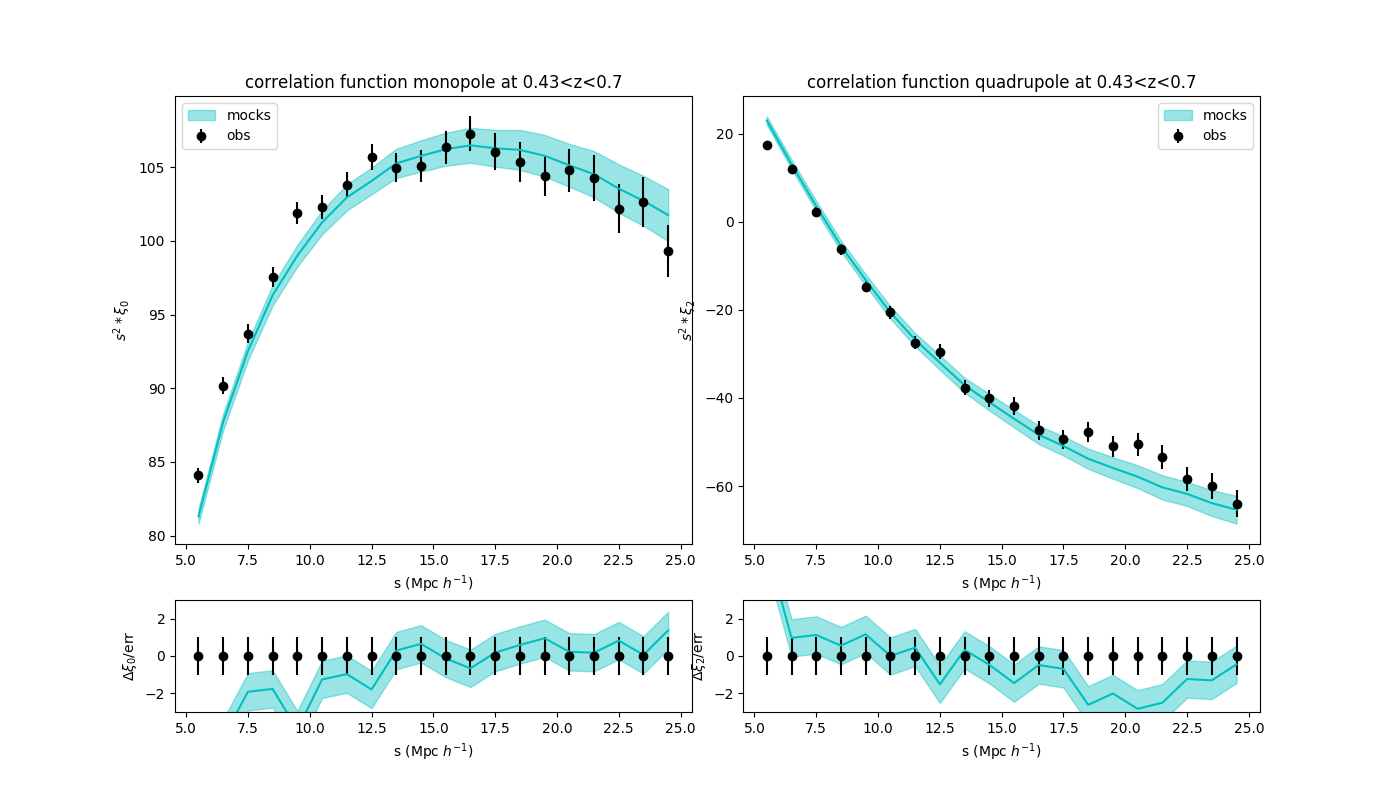 correlation function monopole at 0.43<z<0.7
mocks
obs
105
100
95
90
85
80
s² * ξ₀
5.0 7.5 10.0 12.5 15.0 17.5 20.0 22.5 25.0
s (Mpc h⁻¹)
2
0
−2
Δξ₀/err
5.0 7.5 10.0 12.5 15.0 17.5 20.0 22.5 25.0
s (Mpc h⁻¹)
correlation function quadrupole at 0.43<z<0.7
mocks
obs
20
0
−20
−40
−60
s² * ξ₂
5.0 7.5 10.0 12.5 15.0 17.5 20.0 22.5 25.0
s (Mpc h⁻¹)
2
0
−2
Δξ₂/err
5.0 7.5 10.0 12.5 15.0 17.5 20.0 22.5 25.0
s (Mpc h⁻¹)